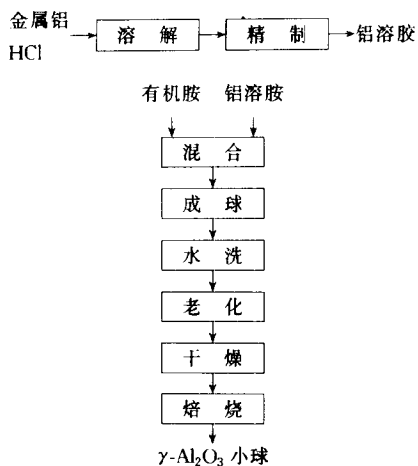 金属铝
HCl
溶解
精制
铝溶胶
有机胺 铝溶胺
混合
成球
水洗
老化
干燥
焙烧
γ-Al₂O₃ 小球